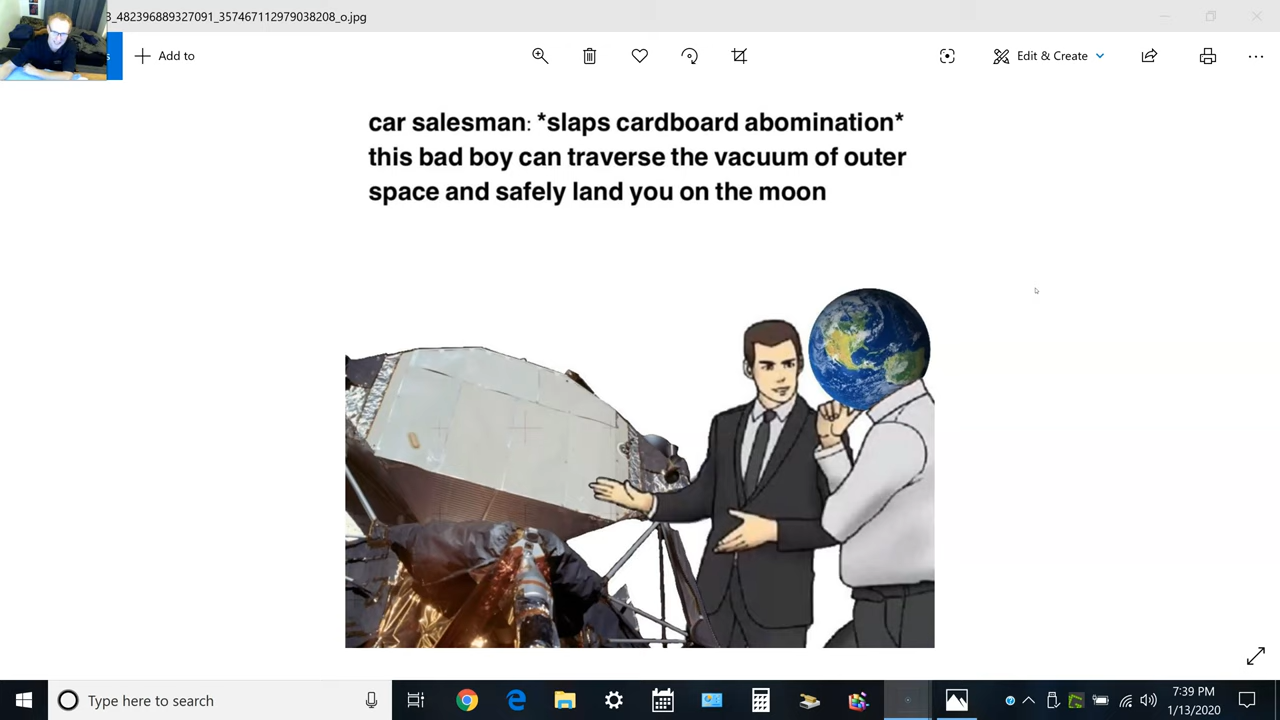 3_482396889327091_357467112979038208_o.jpg
s
Add to
Edit & Create
car salesman: *slaps cardboard abomination*
this bad boy can traverse the vacuum of outer
space and safely land you on the moon
Type here to search
7:39 PM
1/13/2020